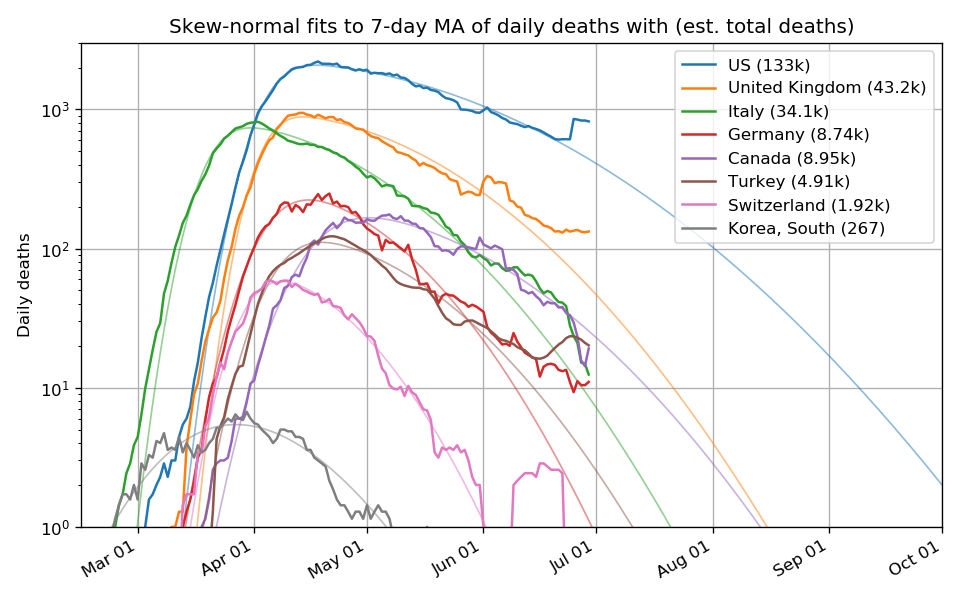 Skew-normal fits to 7-day MA of daily deaths with (est. total deaths)
US (133k)
United Kingdom (43.2k)
Italy (34.1k)
Germany (8.74k)
Canada (8.95k)
Turkey (4.91k)
Switzerland (1.92k)
Korea, South (267)
Daily deaths
10³
10²
10¹
10⁰
Mar 01
Apr 01
May 01
Jun 01
Jul 01
Aug 01
Sep 01
Oct 01